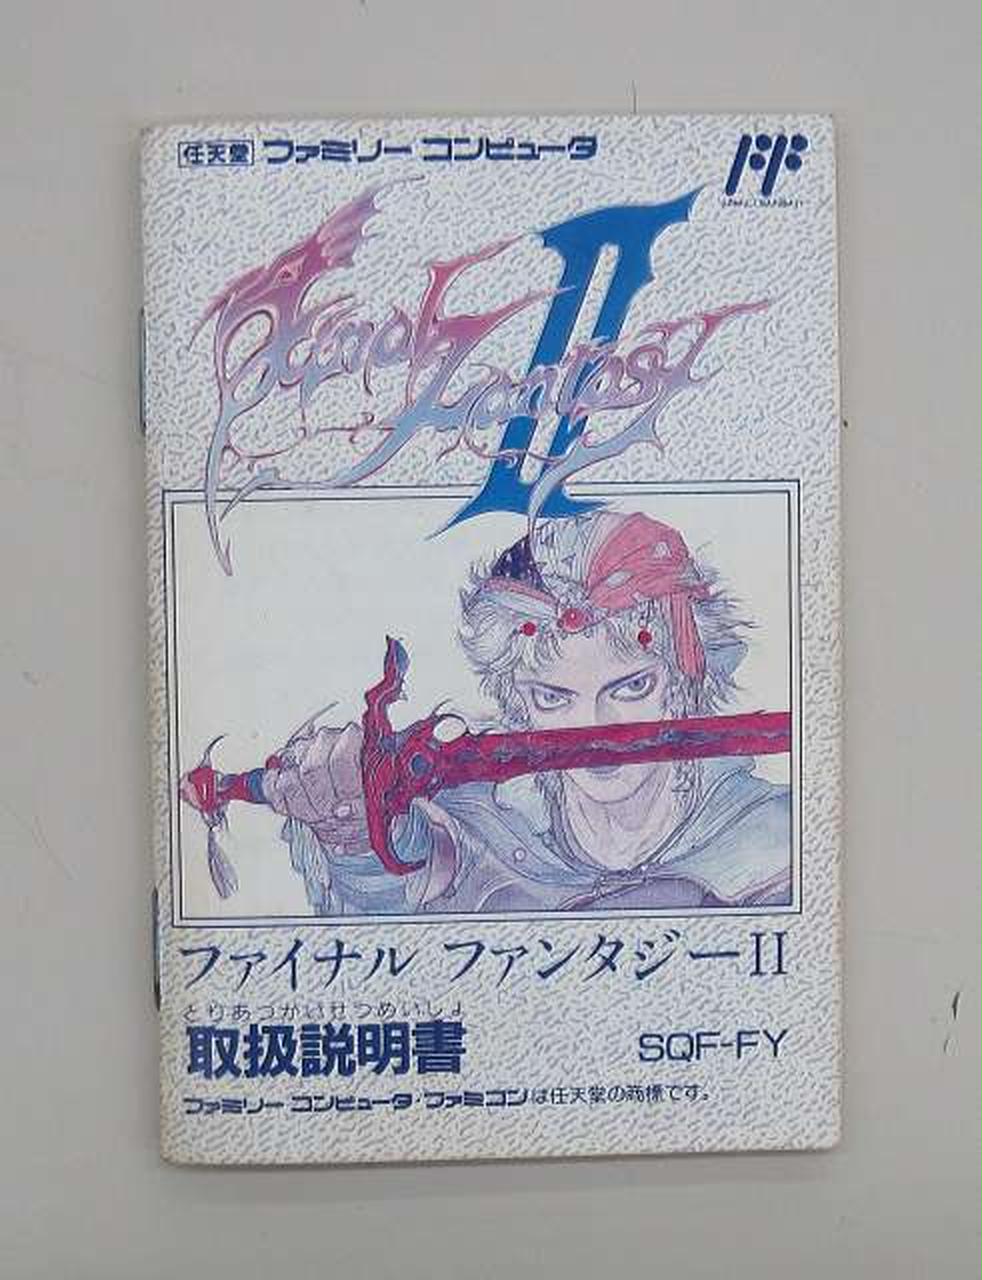 任天堂 ファミリー コンピュータ
FF
Final Fantasy II
ファイナル ファンタジーII
とりあつかいせつめいしょ
取扱説明書
SQF-FY
ファミリーコンピュータ・ファミコンは任天堂の商標です。